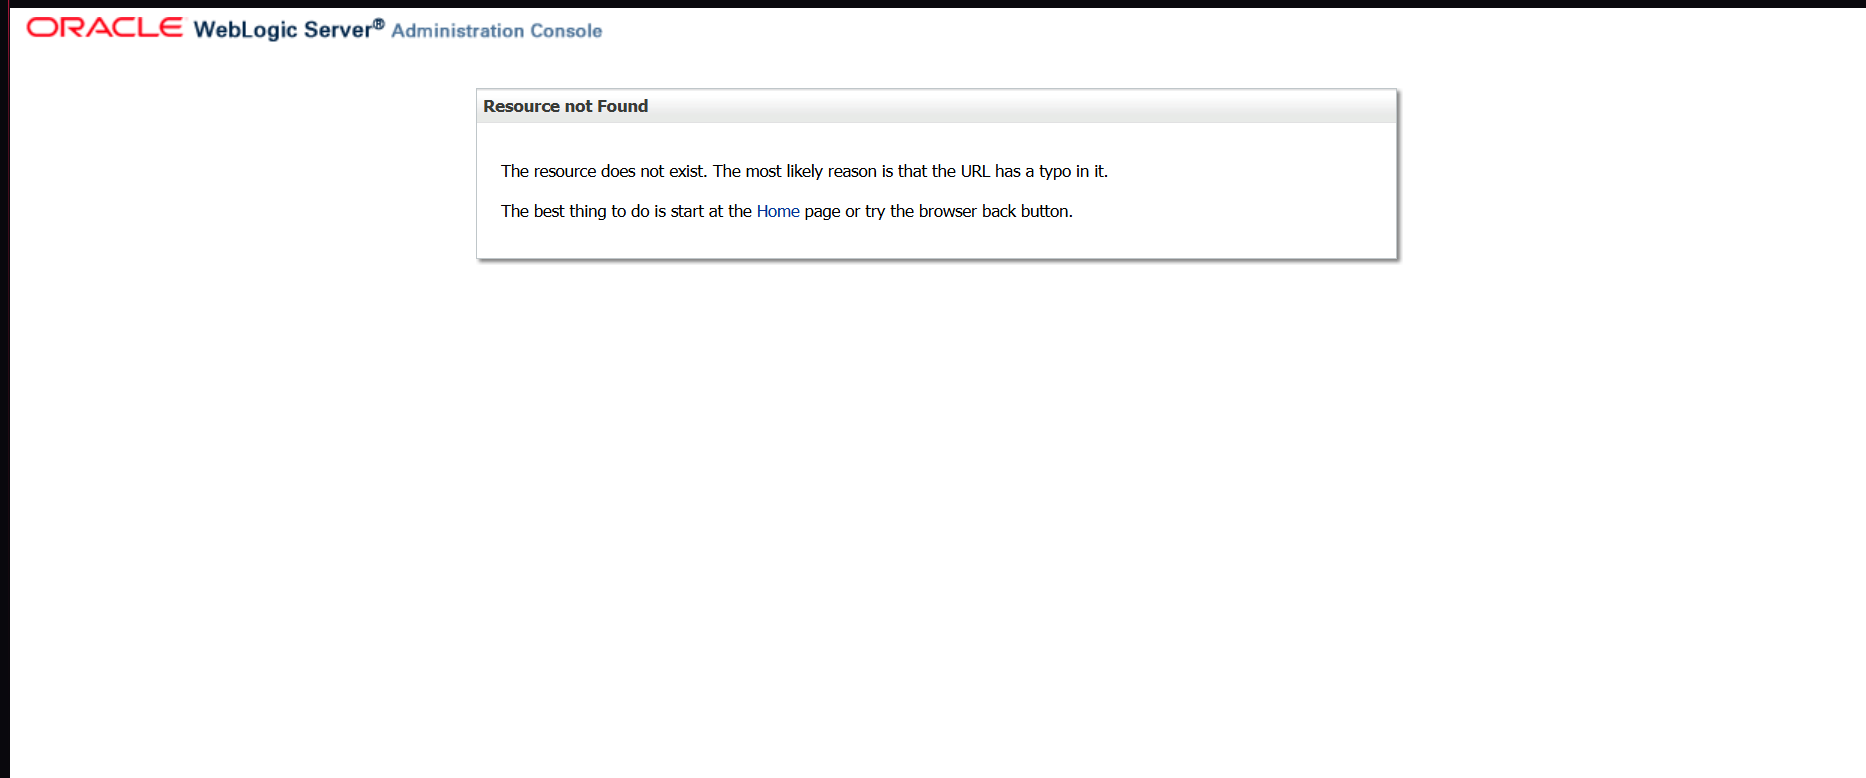 ORACLE WebLogic Server® Administration Console
Resource not Found
The resource does not exist. The most likely reason is that the URL has a typo in it.
The best thing to do is start at the Home page or try the browser back button.